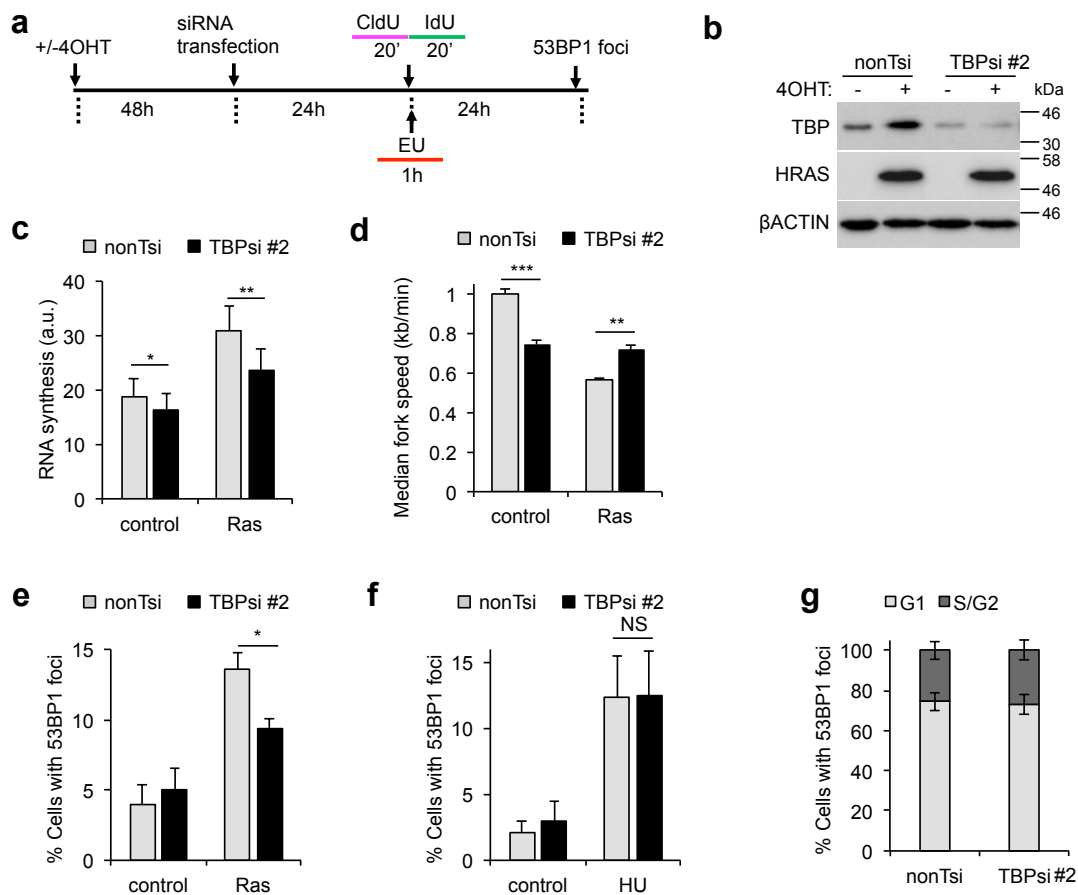 a
+/-4OHT
siRNA
transfection
CldU
IdU
20’
20’
53BP1 foci
48h
24h
24h
EU
1h
b
nonTsi
TBPsi #2
4OHT:
-
+
-
+
kDa
TBP
46
30
HRAS
58
46
βACTIN
46
c
nonTsi
TBPsi #2
RNA synthesis (a.u.)
40
30
20
10
0
*
**
control
Ras
d
nonTsi
TBPsi #2
Median fork speed (kb/min)
1
0.8
0.6
0.4
0.2
0
***
**
control
Ras
e
nonTsi
TBPsi #2
% Cells with 53BP1 foci
15
10
5
0
*
control
Ras
f
nonTsi
TBPsi #2
% Cells with 53BP1 foci
15
10
5
0
NS
control
HU
g
G1
S/G2
% Cells with 53BP1 foci
100
80
60
40
20
0
nonTsi
TBPsi #2